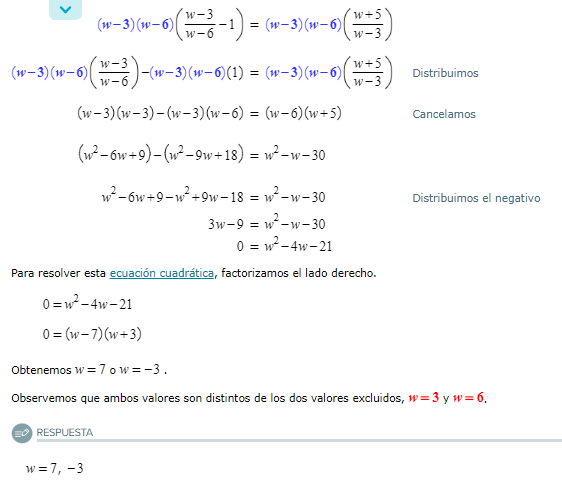 (w−3)(w−6)((w−3)/(w−6) −1) = (w−3)(w−6)((w+5)/(w−3))
(w−3)(w−6)((w−3)/(w−6))−(w−3)(w−6)(1) = (w−3)(w−6)((w+5)/(w−3)) Distribuimos
(w−3)(w−3)−(w−3)(w−6) = (w−6)(w+5) Cancelamos
(w²−6w+9)−(w²−9w+18) = w²−w−30
w²−6w+9−w²+9w−18 = w²−w−30 Distribuimos el negativo
3w−9 = w²−w−30
0 = w²−4w−21
Para resolver esta ecuación cuadrática, factorizamos el lado derecho.
0=w²−4w−21
0=(w−7)(w+3)
Obtenemos w=7 o w=−3.
Observemos que ambos valores son distintos de los dos valores excluidos, w=3 y w=6.
RESPUESTA
w=7, −3